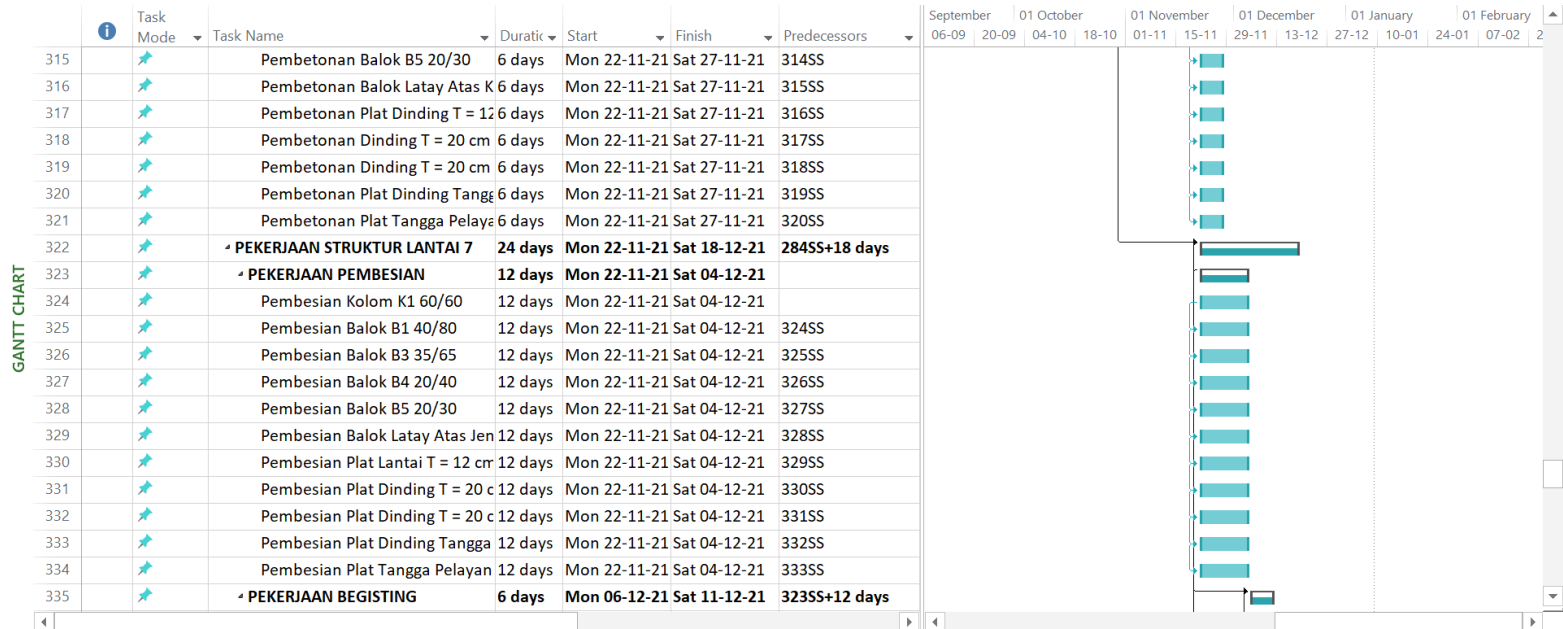 Task
Mode Task Name Duratic Start Finish Predecessors
September 01 October 01 November 01 December 01 January 01 February
06-09 20-09 04-10 18-10 01-11 15-11 29-11 13-12 27-12 10-01 24-01 07-02 2
315 Pembetonan Balok B5 20/30 6 days Mon 22-11-21 Sat 27-11-21 314SS
316 Pembetonan Balok Latay Atas K 6 days Mon 22-11-21 Sat 27-11-21 315SS
317 Pembetonan Plat Dinding T = 12 6 days Mon 22-11-21 Sat 27-11-21 316SS
318 Pembetonan Dinding T = 20 cm 6 days Mon 22-11-21 Sat 27-11-21 317SS
319 Pembetonan Dinding T = 20 cm 6 days Mon 22-11-21 Sat 27-11-21 318SS
320 Pembetonan Plat Dinding Tangg 6 days Mon 22-11-21 Sat 27-11-21 319SS
321 Pembetonan Plat Tangga Pelaya 6 days Mon 22-11-21 Sat 27-11-21 320SS
322 PEKERJAAN STRUKTUR LANTAI 7 24 days Mon 22-11-21 Sat 18-12-21 284SS+18 days
323 PEKERJAAN PEMBESIAN 12 days Mon 22-11-21 Sat 04-12-21
324 Pembesian Kolom K1 60/60 12 days Mon 22-11-21 Sat 04-12-21
325 Pembesian Balok B1 40/80 12 days Mon 22-11-21 Sat 04-12-21 324SS
326 Pembesian Balok B3 35/65 12 days Mon 22-11-21 Sat 04-12-21 325SS
327 Pembesian Balok B4 20/40 12 days Mon 22-11-21 Sat 04-12-21 326SS
328 Pembesian Balok B5 20/30 12 days Mon 22-11-21 Sat 04-12-21 327SS
329 Pembesian Balok Latay Atas Jen 12 days Mon 22-11-21 Sat 04-12-21 328SS
330 Pembesian Plat Lantai T = 12 cm 12 days Mon 22-11-21 Sat 04-12-21 329SS
331 Pembesian Plat Dinding T = 20 c 12 days Mon 22-11-21 Sat 04-12-21 330SS
332 Pembesian Plat Dinding T = 20 c 12 days Mon 22-11-21 Sat 04-12-21 331SS
333 Pembesian Plat Dinding Tangga 12 days Mon 22-11-21 Sat 04-12-21 332SS
334 Pembesian Plat Tangga Pelayan 12 days Mon 22-11-21 Sat 04-12-21 333SS
335 PEKERJAAN BEGISTING 6 days Mon 06-12-21 Sat 11-12-21 323SS+12 days
GANTT CHART